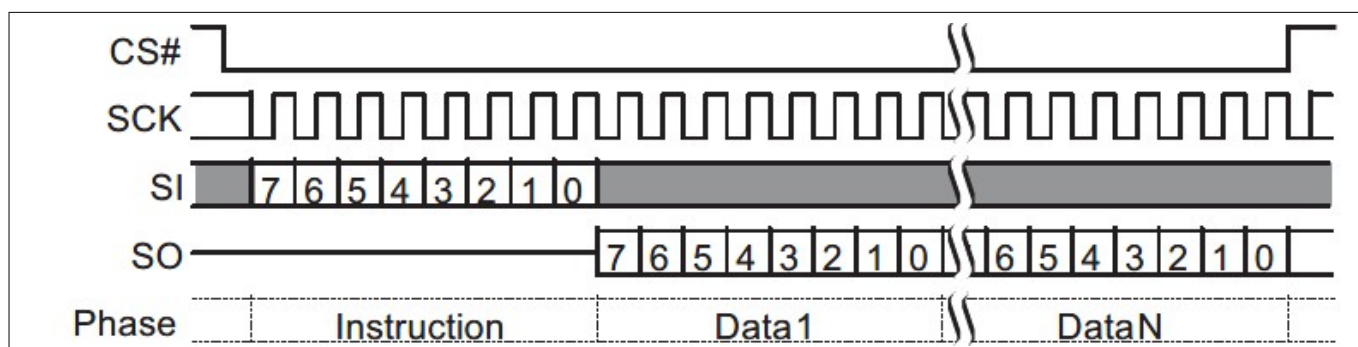 CS#
SCK
SI 7 6 5 4 3 2 1 0
SO 7 6 5 4 3 2 1 0 6 5 4 3 2 1 0
Phase Instruction Data1 DataN